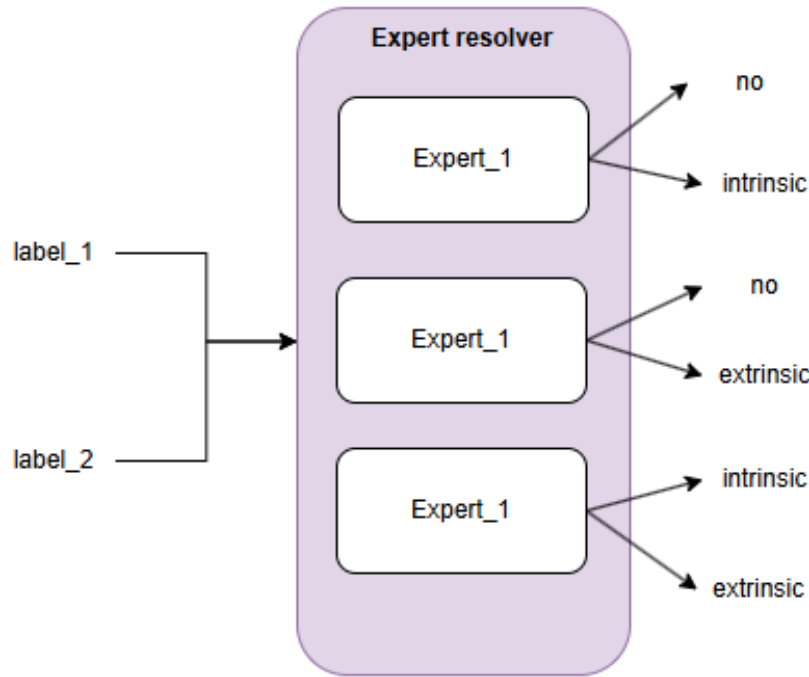 Expert resolver
label_1
label_2
Expert_1
no
intrinsic
Expert_1
no
extrinsic
Expert_1
intrinsic
extrinsic